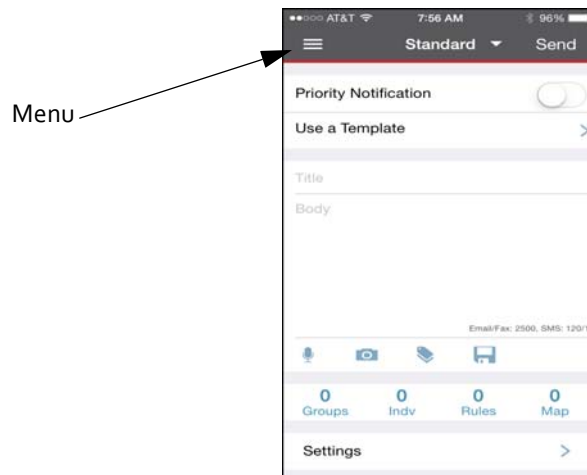 AT&T 7:56 AM 96%
Standard Send
Menu
Priority Notification
Use a Template
Title
Body
Email/Fax: 2500, SMS: 120/
0 0 0 0
Groups Indv Rules Map
Settings